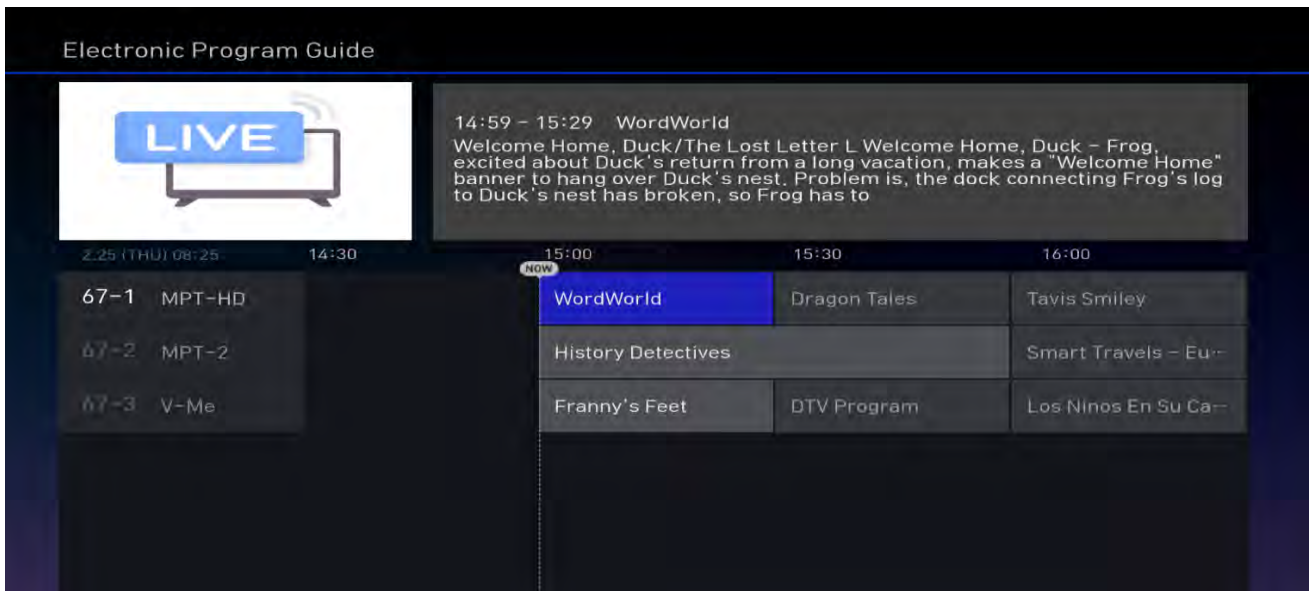 Electronic Program Guide
LIVE
14:59 – 15:29 WordWorld
Welcome Home, Duck/The Lost Letter L Welcome Home, Duck – Frog,
excited about Duck's return from a long vacation, makes a "Welcome Home"
banner to hang over Duck's nest. Problem is, the dock connecting Frog's log
to Duck's nest has broken, so Frog has to
2.25 (THU) 08:25 14:30 15:00 15:30 16:00
NOW
67-1 MPT-HD WordWorld Dragon Tales Tavis Smiley
67-2 MPT-2 History Detectives Smart Travels – Eu···
67-3 V-Me Franny's Feet DTV Program Los Ninos En Su Ca···